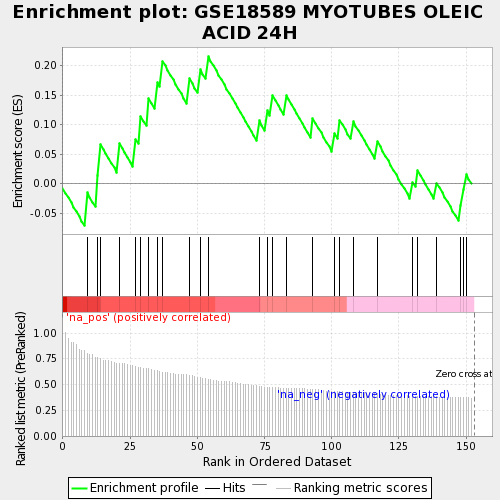 Enrichment plot: GSE18589 MYOTUBES OLEIC
ACID 24H
Enrichment score (ES)
0.20
0.15
0.10
0.05
0.00
-0.05
'na_pos' (positively correlated)
Ranked list metric (PreRanked)
1.00
0.75
0.50
0.25
0.00
Zero cross at
'na_neg' (negatively correlated)
0 25 50 75 100 125 150
Rank in Ordered Dataset
Enrichment profile Hits Ranking metric scores